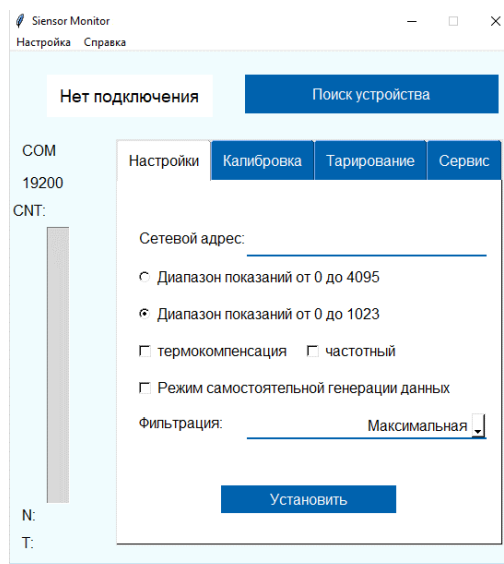 Siensor Monitor
Настройка Справка
Нет подключения
Поиск устройства
COM
19200
CNT:
Настройки Калибровка Тарирование Сервис
Сетевой адрес:
Диапазон показаний от 0 до 4095
Диапазон показаний от 0 до 1023
термокомпенсация частотный
Режим самостоятельной генерации данных
Фильтрация: Максимальная
Установить
N:
T: